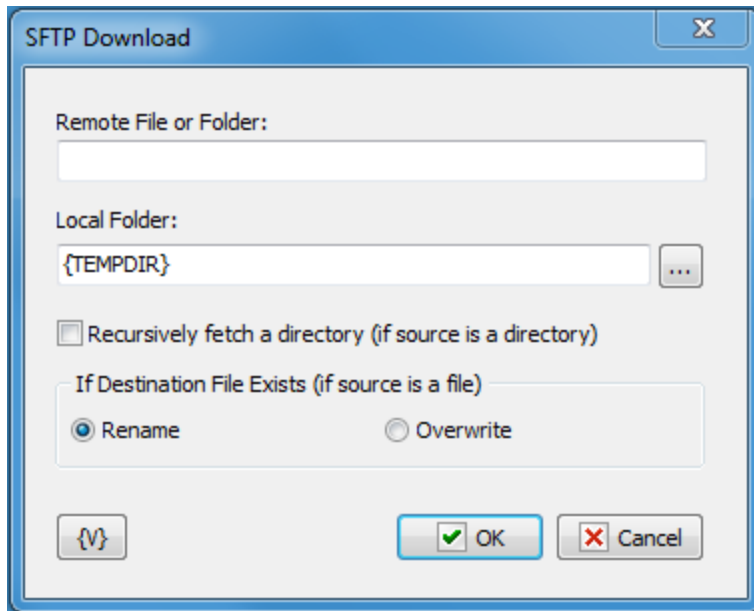 SFTP Download
Remote File or Folder:
Local Folder:
{TEMPDIR}
...
Recursively fetch a directory (if source is a directory)
If Destination File Exists (if source is a file)
Rename Overwrite
{V} OK Cancel